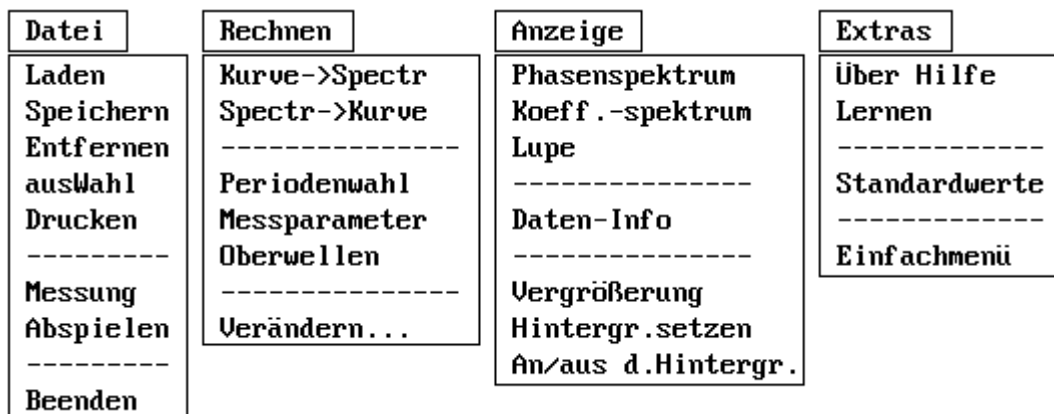 Datei
Laden
Speichern
Entfernen
ausWahl
Drucken
---------
Messung
Abspielen
---------
Beenden
Rechnen
Kurve->Spectr
Spectr->Kurve
---------------
Periodenwahl
Messparameter
Oberwellen
---------------
Verändern...
Anzeige
Phasenspektrum
Koeff.-spektrum
Lupe
---------------
Daten-Info
---------------
Vergrößerung
Hintergr.setzen
An/aus d.Hintergr.
Extras
Über Hilfe
Lernen
-------------
Standardwerte
-------------
Einfachmenü